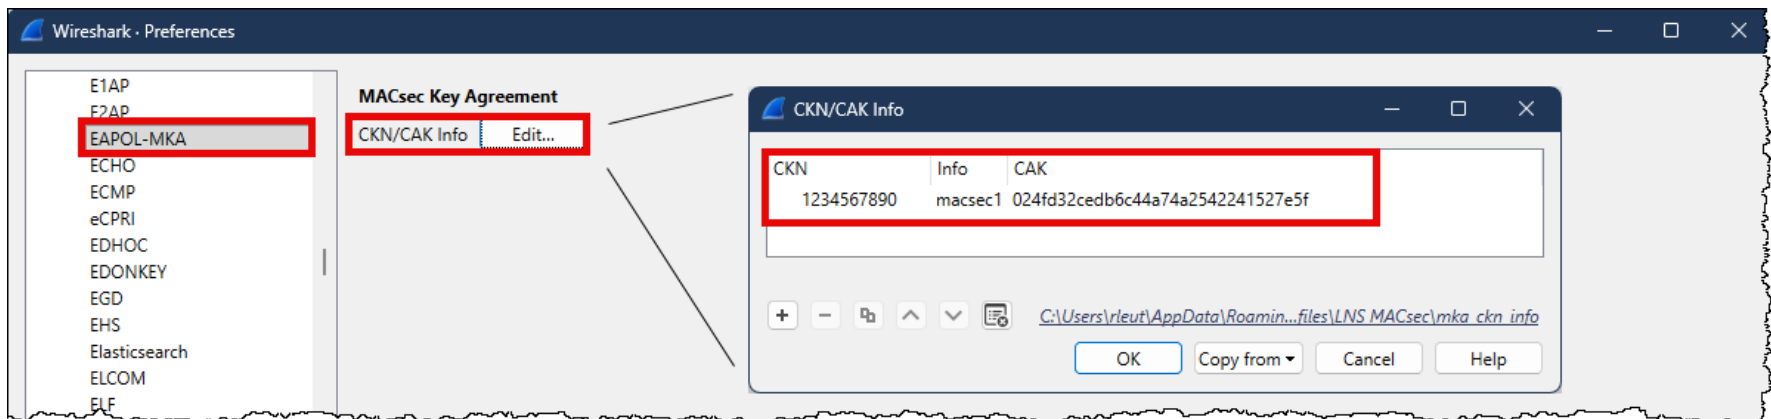 Wireshark · Preferences
E1AP
E2AP
EAPOL-MKA
ECHO
ECMP
eCPRI
EDHOC
EDONKEY
EGD
EHS
Elasticsearch
ELCOM
ELF
MACsec Key Agreement
CKN/CAK Info Edit...
CKN/CAK Info
CKN Info CAK
1234567890 macsec1 024fd32cedb6c44a74a2542241527e5f
C:\Users\rleut\AppData\Roamin...files\LNS MACsec\mka_ckn_info
OK Copy from Cancel Help